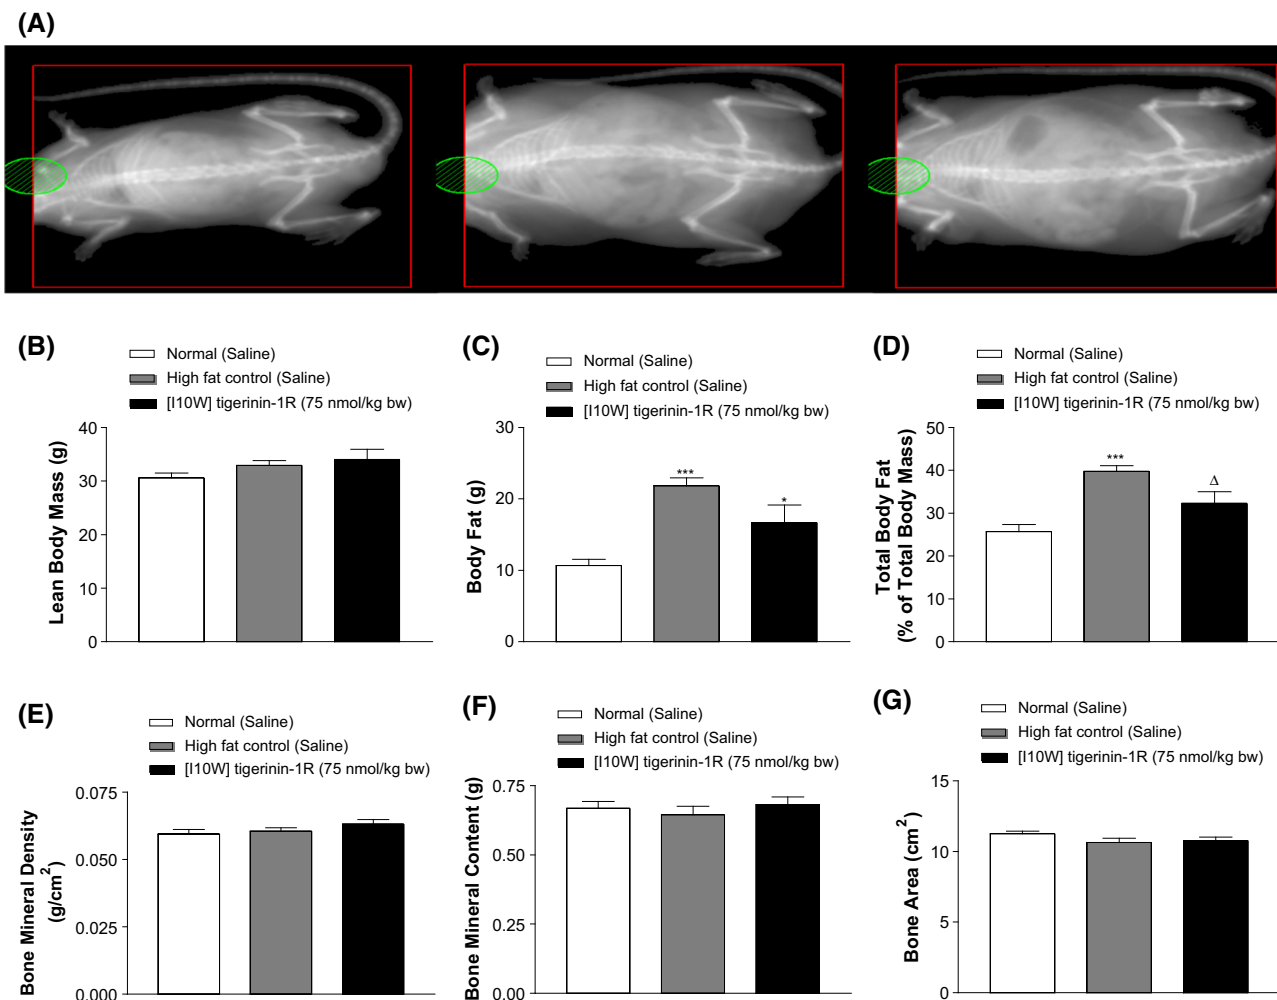 (A)
(B)
Normal (Saline)
High fat control (Saline)
[I10W] tigerinin-1R (75 nmol/kg bw)
Lean Body Mass (g)
40
30
20
10
0
(C)
Normal (Saline)
High fat control (Saline)
[I10W] tigerinin-1R (75 nmol/kg bw)
Body Fat (g)
30
20
10
0
***
*
(D)
Normal (Saline)
High fat control (Saline)
[I10W] tigerinin-1R (75 nmol/kg bw)
Total Body Fat
(% of Total Body Mass)
50
40
30
20
10
0
***
Δ
(E)
Normal (Saline)
High fat control (Saline)
[I10W] tigerinin-1R (75 nmol/kg bw)
Bone Mineral Density
(g/cm²)
0.075
0.050
0.025
0.000
(F)
Normal (Saline)
High fat control (Saline)
[I10W] tigerinin-1R (75 nmol/kg bw)
Bone Mineral Content (g)
0.75
0.50
0.25
0.00
(G)
Normal (Saline)
High fat control (Saline)
[I10W] tigerinin-1R (75 nmol/kg bw)
Bone Area (cm²)
15
10
5
0